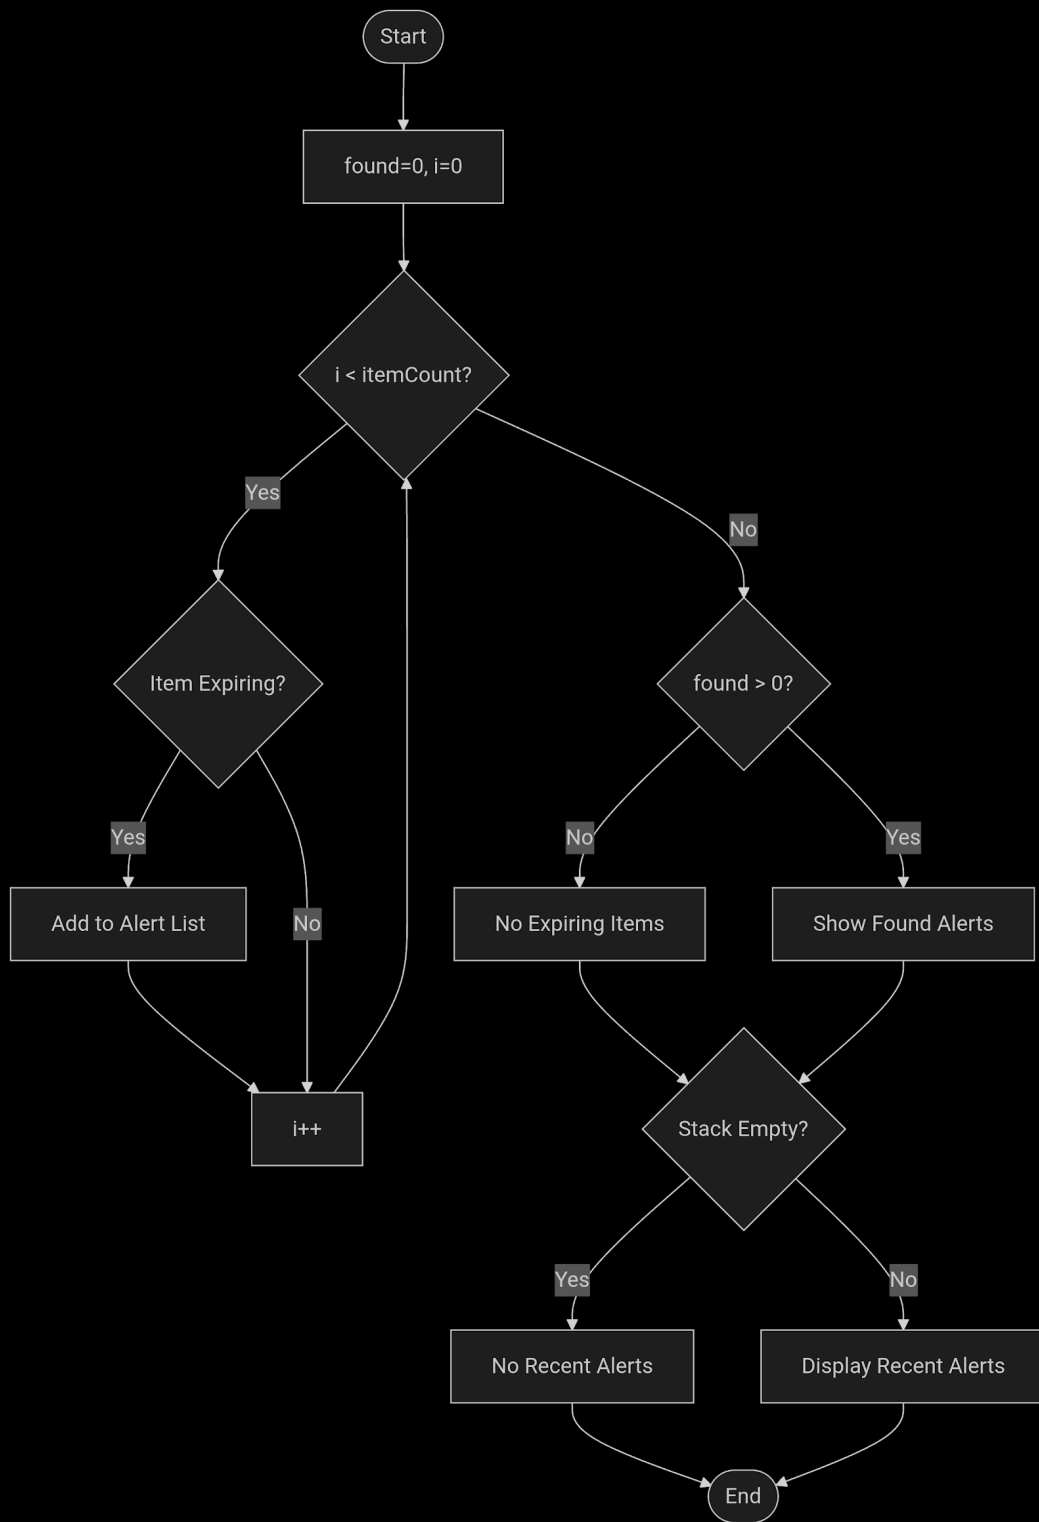 Start
found=0, i=0
i < itemCount?
Yes
No
Item Expiring?
found > 0?
Yes
No
Yes
Add to Alert List
No
No Expiring Items
Show Found Alerts
i++
Stack Empty?
Yes
No
No Recent Alerts
Display Recent Alerts
End